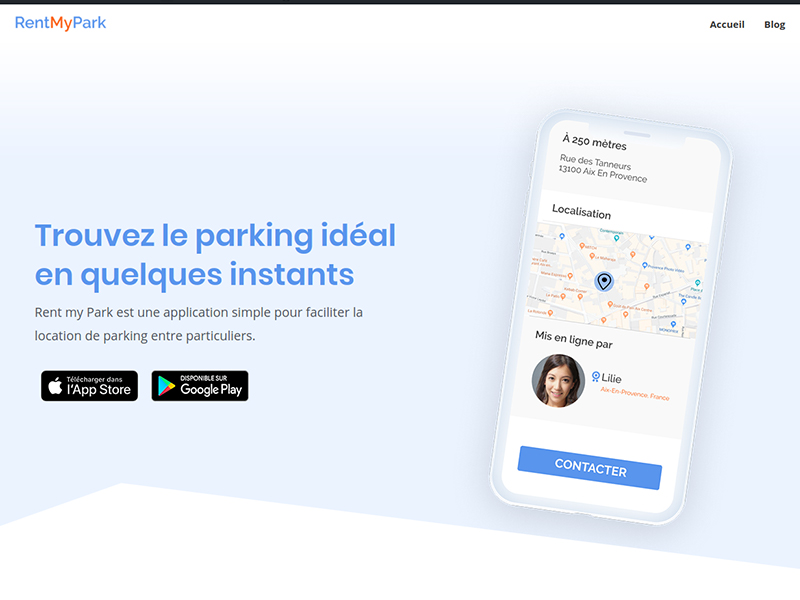 RentMyPark
Accueil
Blog
Trouvez le parking idéal
en quelques instants
Rent my Park est une application simple pour faciliter la
location de parking entre particuliers.
Télécharger dans
l'App Store
DISPONIBLE SUR
Google Play
À 250 mètres
Rue des Tanneurs
13100 Aix En Provence
Localisation
Mis en ligne par
Lilie
Aix-En-Provence, France
CONTACTER